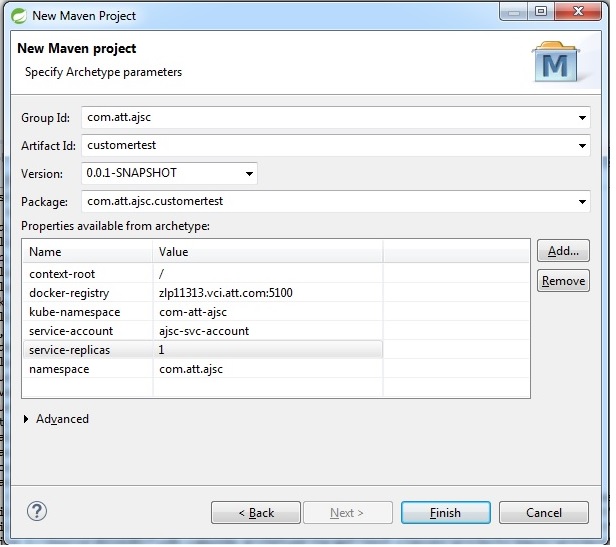 New Maven Project
New Maven project
Specify Archetype parameters
M
Group Id: com.att.ajsc
Artifact Id: customertest
Version: 0.0.1-SNAPSHOT
Package: com.att.ajsc.customertest
Properties available from archetype:
Name Value
Add...
context-root /
Remove
docker-registry zlp11313.vci.att.com:5100
kube-namespace com-att-ajsc
service-account ajsc-svc-account
service-replicas 1
namespace com.att.ajsc
Advanced
? < Back Next > Finish Cancel